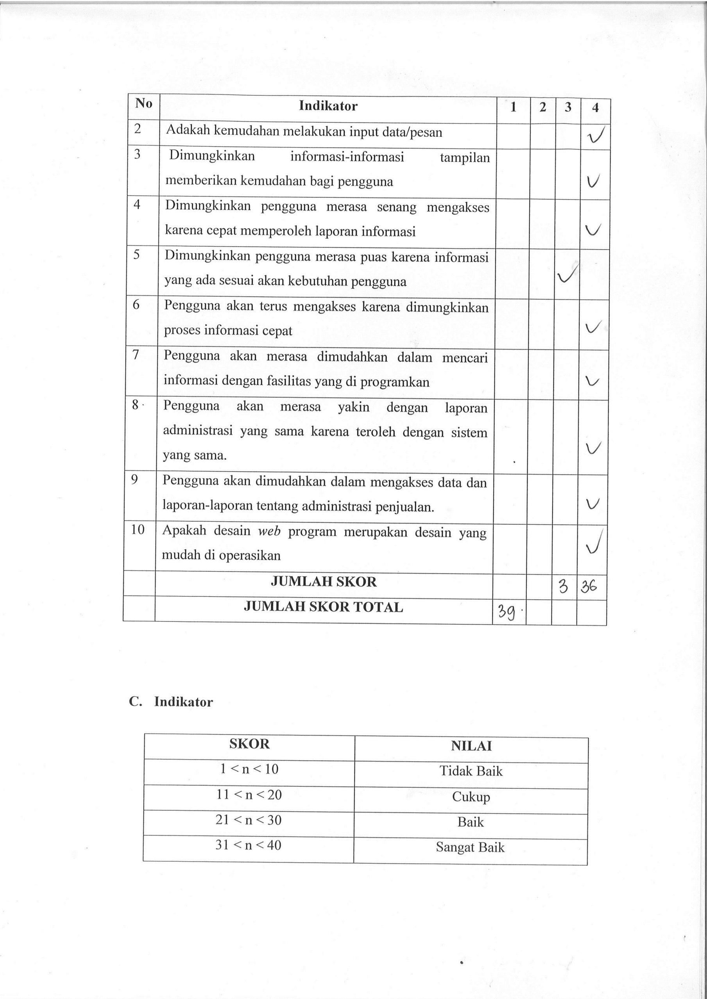 No Indikator 1 2 3 4
2 Adakah kemudahan melakukan input data/pesan ✓
3 Dimungkinkan informasi-informasi tampilan
memberikan kemudahan bagi pengguna ✓
4 Dimungkinkan pengguna merasa senang mengakses
karena cepat memperoleh laporan informasi ✓
5 Dimungkinkan pengguna merasa puas karena informasi
yang ada sesuai akan kebutuhan pengguna ✓
6 Pengguna akan terus mengakses karena dimungkinkan
proses informasi cepat ✓
7 Pengguna akan merasa dimudahkan dalam mencari
informasi dengan fasilitas yang di programkan ✓
8 Pengguna akan merasa yakin dengan laporan
administrasi yang sama karena teroleh dengan sistem
yang sama. ✓
9 Pengguna akan dimudahkan dalam mengakses data dan
laporan-laporan tentang administrasi penjualan. ✓
10 Apakah desain web program merupakan desain yang
mudah di operasikan ✓
JUMLAH SKOR 3 36
JUMLAH SKOR TOTAL 39
C. Indikator
SKOR NILAI
1 < n < 10 Tidak Baik
11 < n < 20 Cukup
21 < n < 30 Baik
31 < n < 40 Sangat Baik